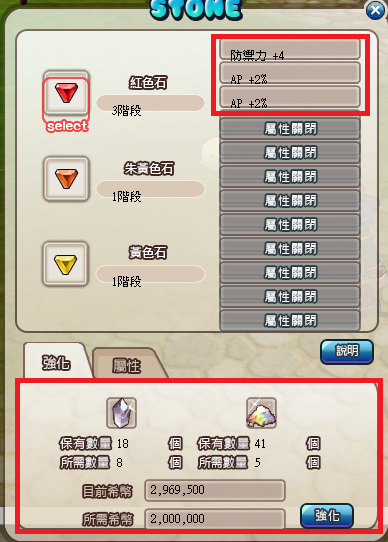 STONE
防禦力 +4
AP +2%
AP +2%
紅色石
3階段
select
屬性關閉
屬性關閉
屬性關閉
朱黃色石
1階段
屬性關閉
屬性關閉
屬性關閉
黃色石
1階段
屬性關閉
屬性關閉
屬性關閉
強化
屬性
說明
保有數量 18 個 保有數量 41 個
所需數量 8 個 所需數量 5 個
目前希幣 2,969,500
所需希幣 2,000,000
強化